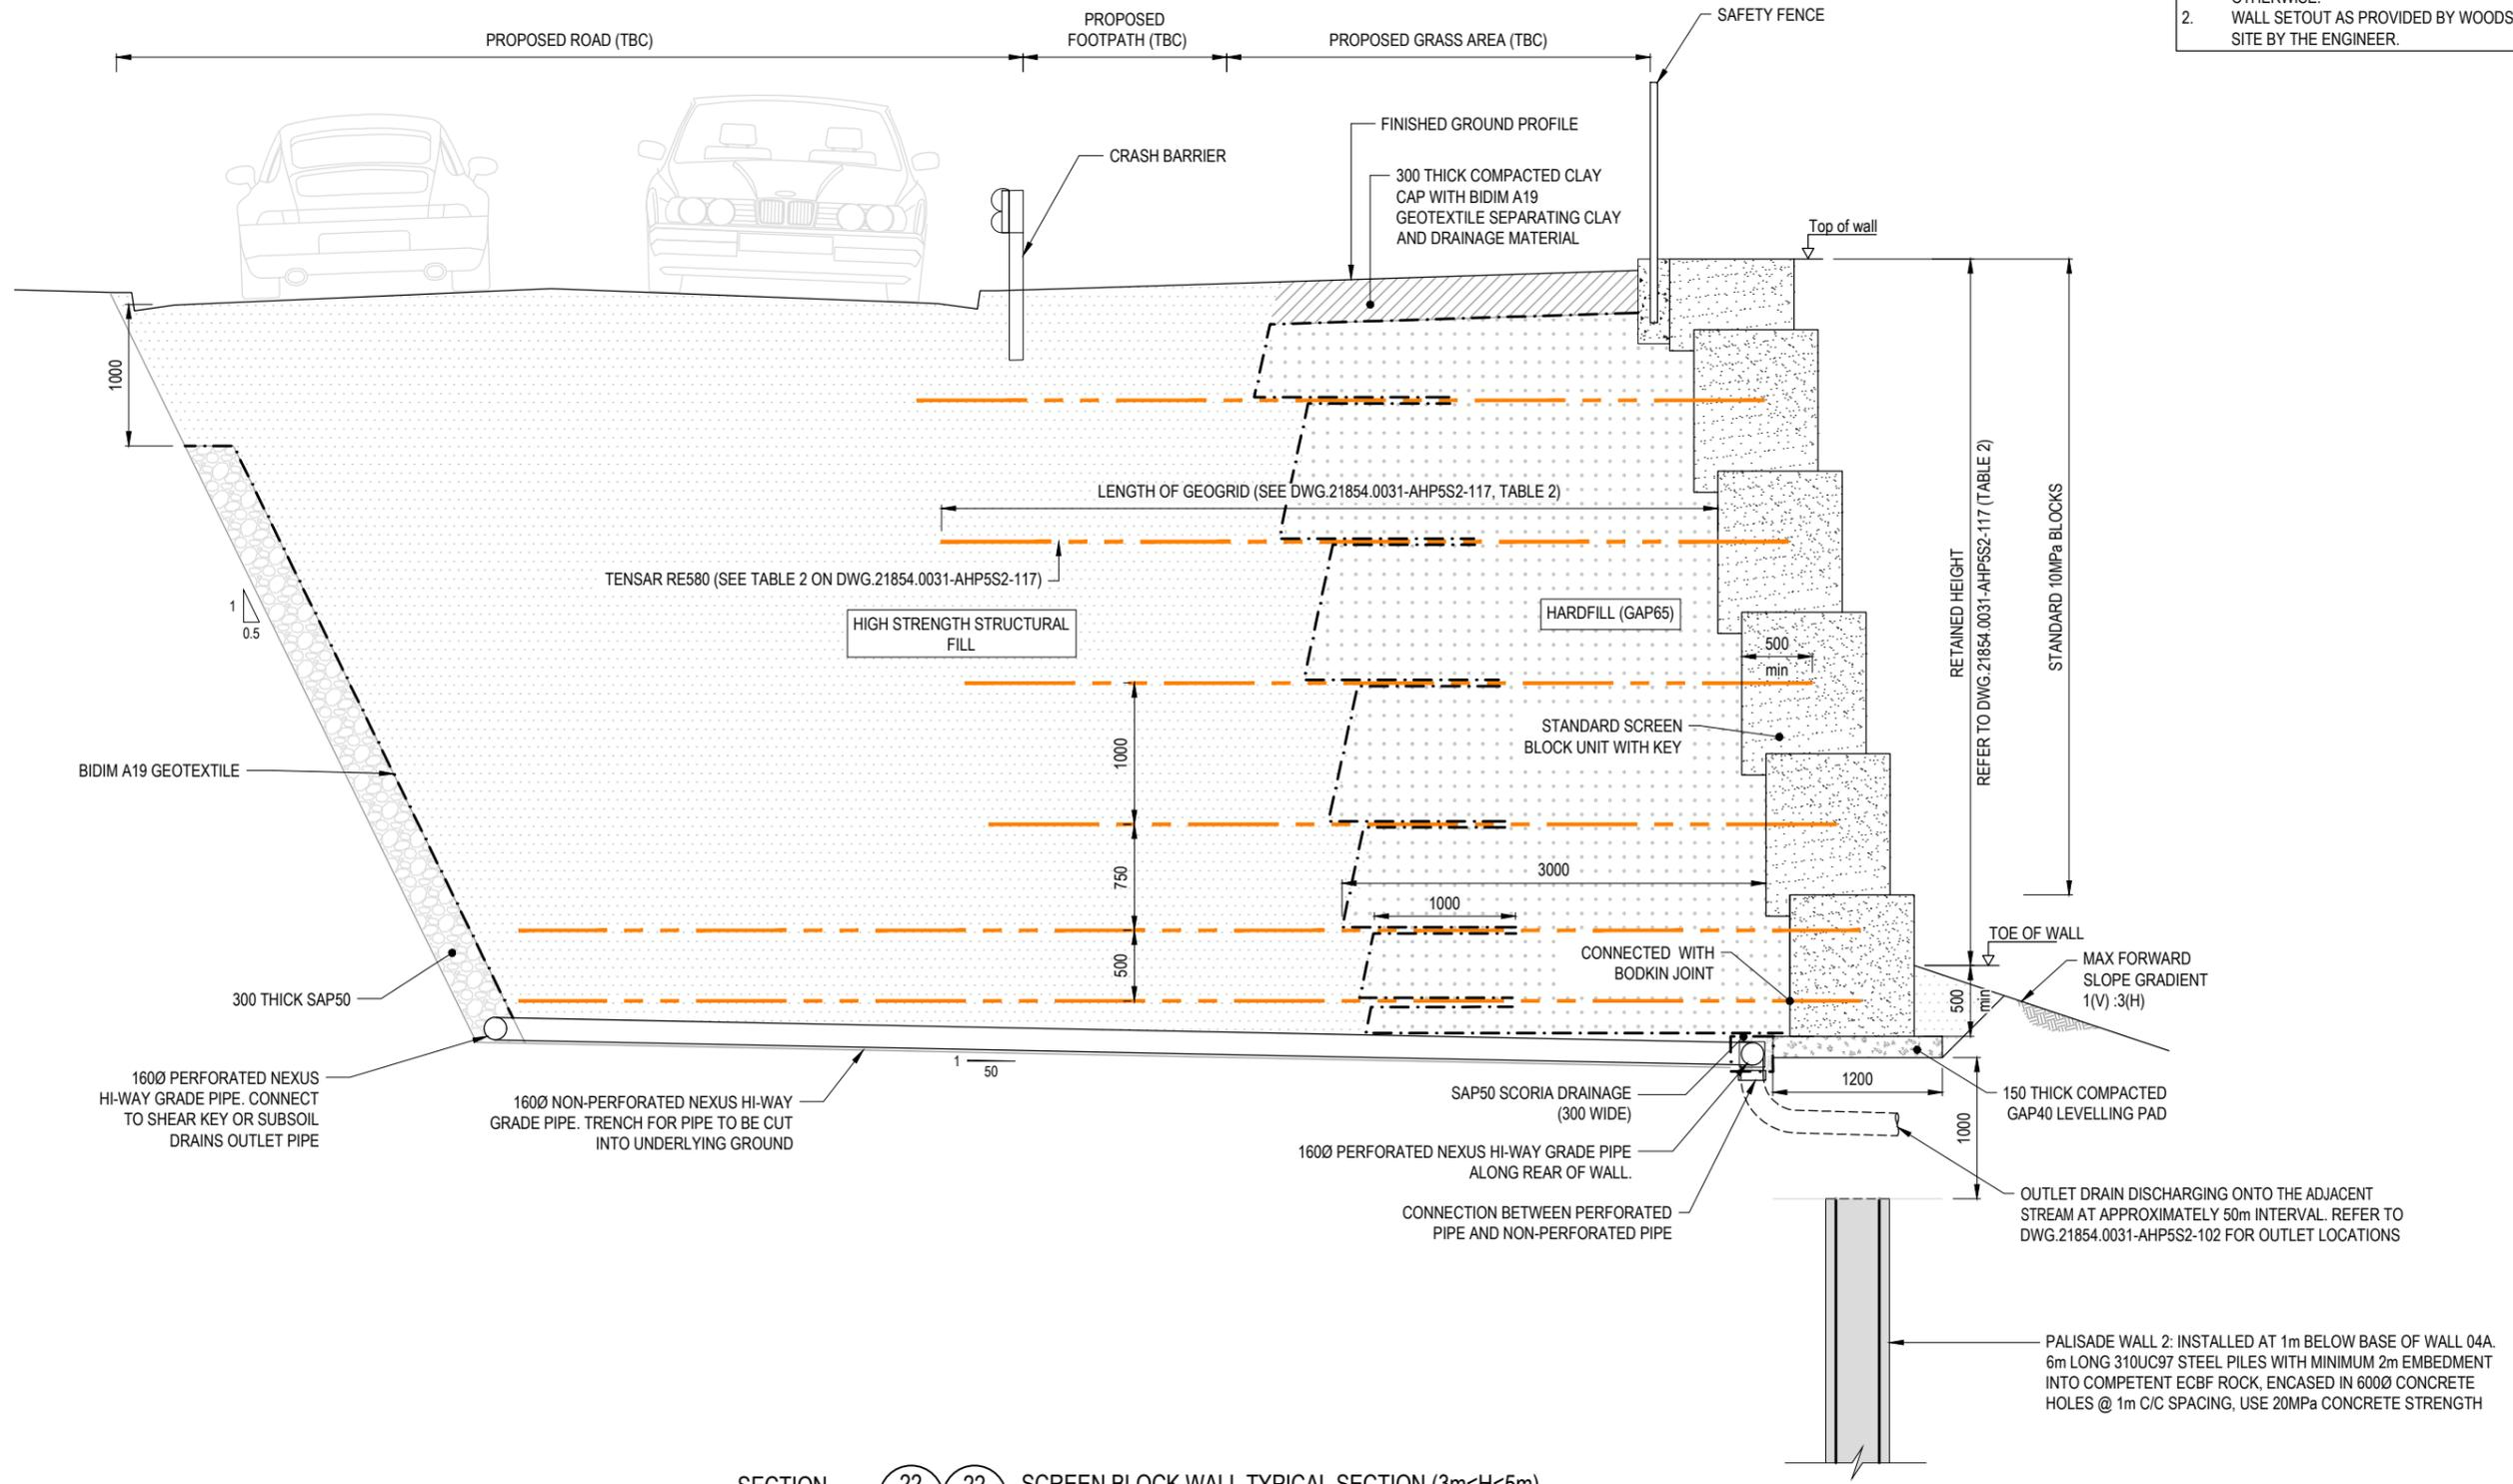 OTHERWISE.
2. WALL SETOUT AS PROVIDED BY WOODS
SITE BY THE ENGINEER.
PROPOSED ROAD (TBC)
PROPOSED
FOOTPATH (TBC)
PROPOSED GRASS AREA (TBC)
SAFETY FENCE
FINISHED GROUND PROFILE
CRASH BARRIER
300 THICK COMPACTED CLAY
CAP WITH BIDIM A19
GEOTEXTILE SEPARATING CLAY
AND DRAINAGE MATERIAL
Top of wall
1000
LENGTH OF GEOGRID (SEE DWG.21854.0031-AHP5S2-117, TABLE 2)
TENSAR RE580 (SEE TABLE 2 ON DWG.21854.0031-AHP5S2-117)
1
0.5
HIGH STRENGTH STRUCTURAL
FILL
HARDFILL (GAP65)
500
min
RETAINED HEIGHT
REFER TO DWG.21854.0031-AHP5S2-117 (TABLE 2)
STANDARD 10MPa BLOCKS
STANDARD SCREEN
BLOCK UNIT WITH KEY
BIDIM A19 GEOTEXTILE
1000
750
500
3000
1000
CONNECTED WITH
BODKIN JOINT
TOE OF WALL
MAX FORWARD
SLOPE GRADIENT
1(V) :3(H)
500
min
300 THICK SAP50
160Ø PERFORATED NEXUS
HI-WAY GRADE PIPE. CONNECT
TO SHEAR KEY OR SUBSOIL
DRAINS OUTLET PIPE
1
50
160Ø NON-PERFORATED NEXUS HI-WAY
GRADE PIPE. TRENCH FOR PIPE TO BE CUT
INTO UNDERLYING GROUND
SAP50 SCORIA DRAINAGE
(300 WIDE)
1200
1000
150 THICK COMPACTED
GAP40 LEVELLING PAD
160Ø PERFORATED NEXUS HI-WAY GRADE PIPE
ALONG REAR OF WALL.
CONNECTION BETWEEN PERFORATED
PIPE AND NON-PERFORATED PIPE
OUTLET DRAIN DISCHARGING ONTO THE ADJACENT
STREAM AT APPROXIMATELY 50m INTERVAL. REFER TO
DWG.21854.0031-AHP5S2-102 FOR OUTLET LOCATIONS
PALISADE WALL 2: INSTALLED AT 1m BELOW BASE OF WALL 04A.
6m LONG 310UC97 STEEL PILES WITH MINIMUM 2m EMBEDMENT
INTO COMPETENT ECBF ROCK, ENCASED IN 600Ø CONCRETE
HOLES @ 1m C/C SPACING, USE 20MPa CONCRETE STRENGTH
SECTION 22 22 SCREEN BLOCK WALL TYPICAL SECTION (3m<H<5m)